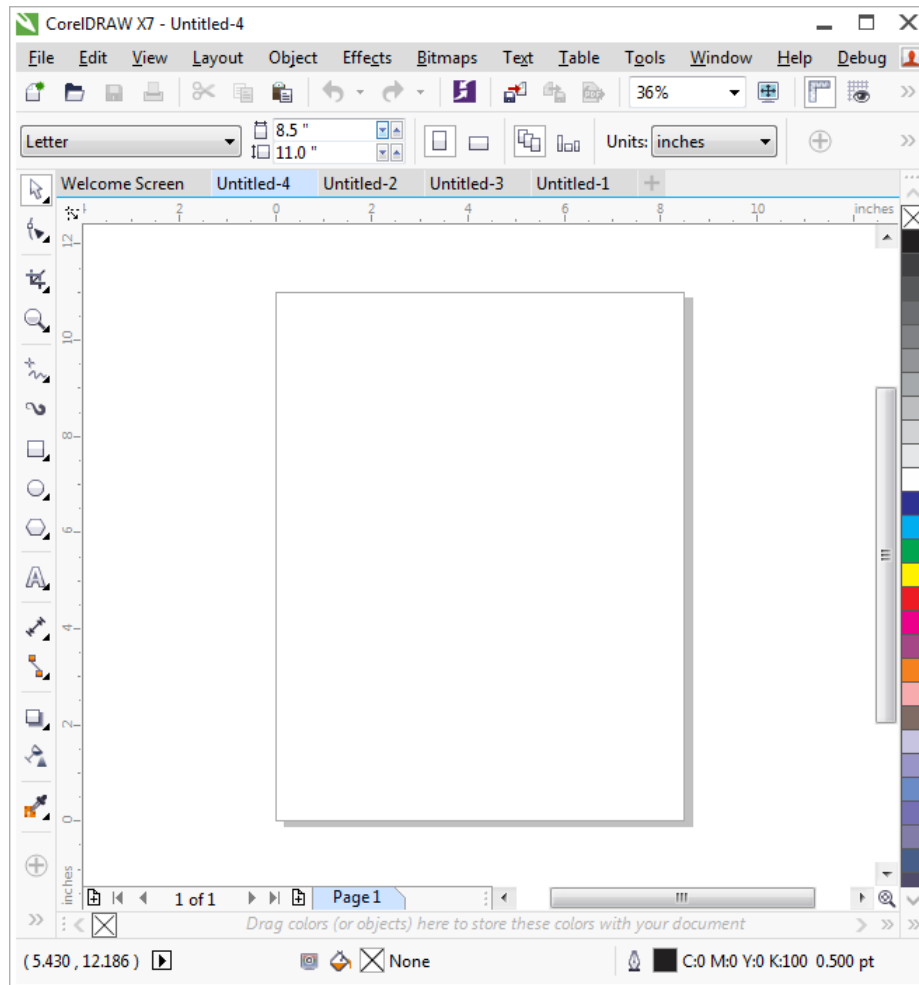 CorelDRAW X7 - Untitled-4
File Edit View Layout Object Effects Bitmaps Text Table Tools Window Help Debug
36%
Letter 8.5 " Units: inches
11.0 "
Welcome Screen Untitled-4 Untitled-2 Untitled-3 Untitled-1
2 0 2 4 6 8 10 inches
12
10
8
6
4
2
0
inches
1 of 1 Page 1
Drag colors (or objects) here to store these colors with your document
( 5.430 , 12.186 ) None C:0 M:0 Y:0 K:100 0.500 pt